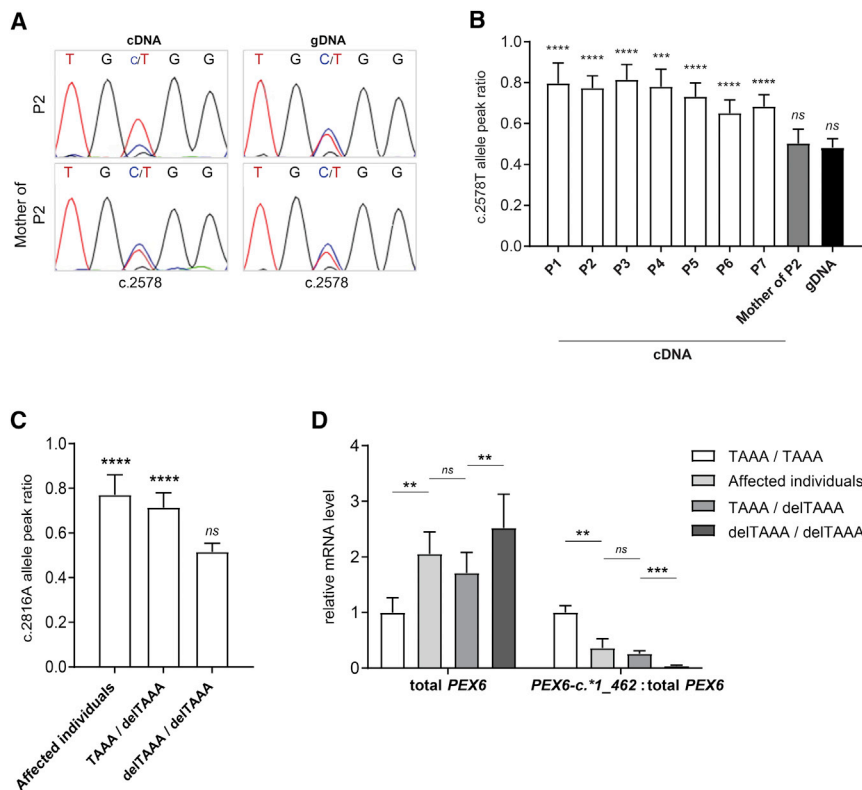 A
cDNA
gDNA
T G C/T G G
T G C/T G G
P2
T G C/T G G
T G C/T G G
Mother of
P2
c.2578
c.2578
B
c.2578T allele peak ratio
1.0
0.8
0.6
0.4
0.2
0.0
**** **** **** *** **** **** **** ns ns
P1 P2 P3 P4 P5 P6 P7 Mother of P2 gDNA
cDNA
C
c.2816A allele peak ratio
1.0
0.8
0.6
0.4
0.2
0.0
**** **** ns
Affected individuals
TAAA / delTAAA
delTAAA / delTAAA
D
relative mRNA level
4
3
2
1
0
** ns **
** ns ***
total PEX6
PEX6-c.*1_462 : total PEX6
TAAA / TAAA
Affected individuals
TAAA / delTAAA
delTAAA / delTAAA